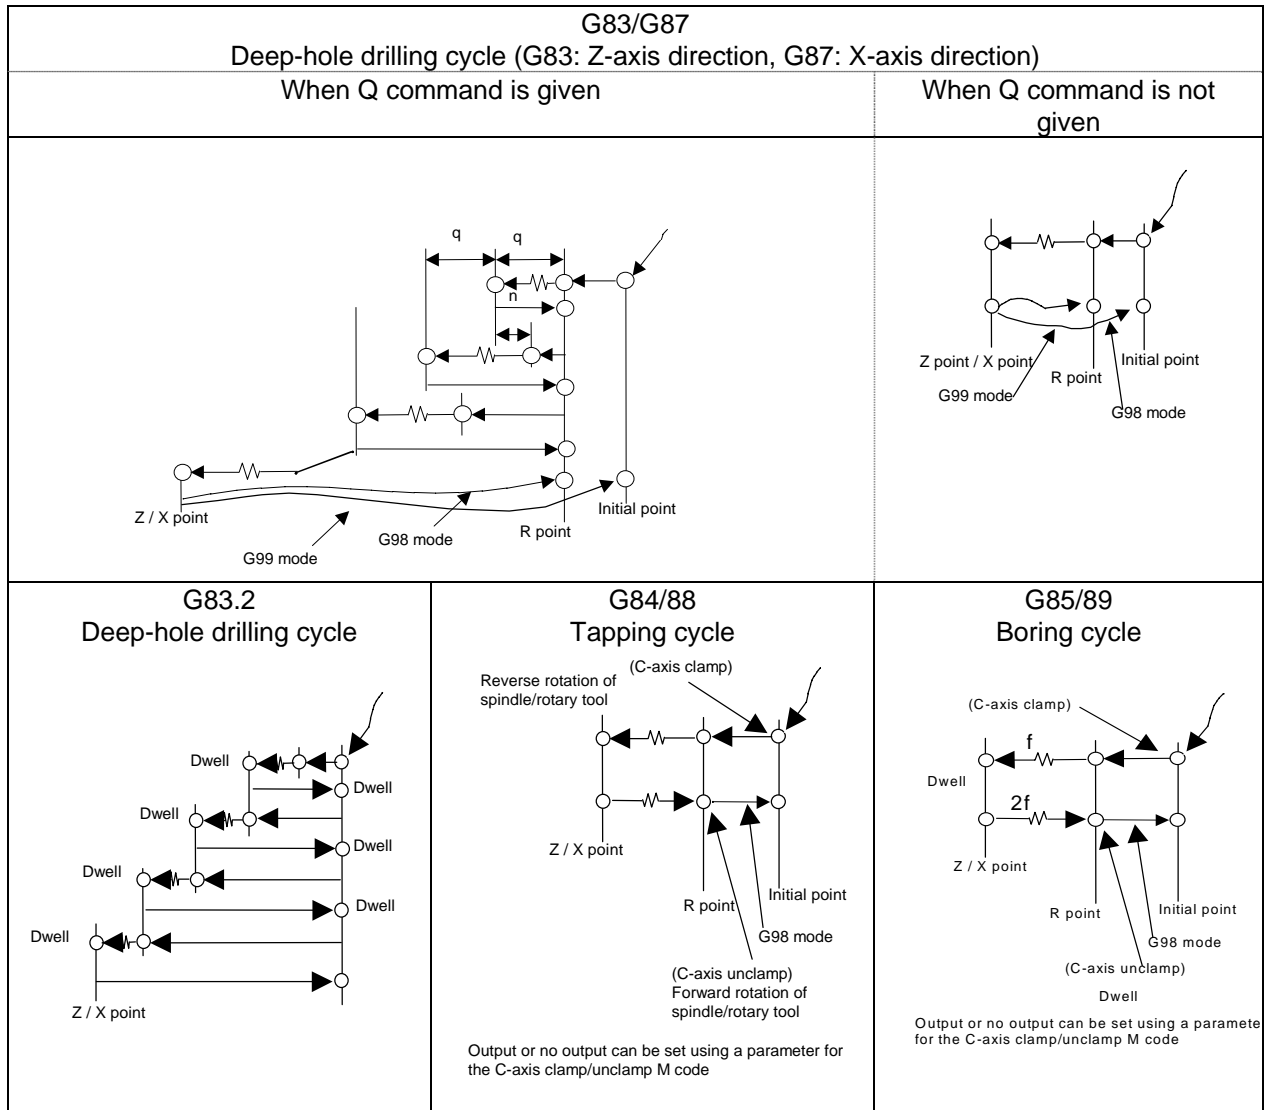 G83/G87
Deep-hole drilling cycle (G83: Z-axis direction, G87: X-axis direction)
When Q command is given
When Q command is not
given
q
q
n
Z / X point
G99 mode
G98 mode
R point
Initial point
Z point / X point
R point
Initial point
G99 mode
G98 mode
G83.2
Deep-hole drilling cycle
Dwell
Dwell
Dwell
Dwell
Dwell
Dwell
Dwell
Z / X point
G84/88
Tapping cycle
(C-axis clamp)
Reverse rotation of
spindle/rotary tool
Z / X point
R point
Initial point
G98 mode
(C-axis unclamp)
Forward rotation of
spindle/rotary tool
Output or no output can be set using a parameter for
the C-axis clamp/unclamp M code
G85/89
Boring cycle
(C-axis clamp)
f
Dwell
2f
Z / X point
R point
Initial point
G98 mode
(C-axis unclamp)
Dwell
Output or no output can be set using a paramete
for the C-axis clamp/unclamp M code